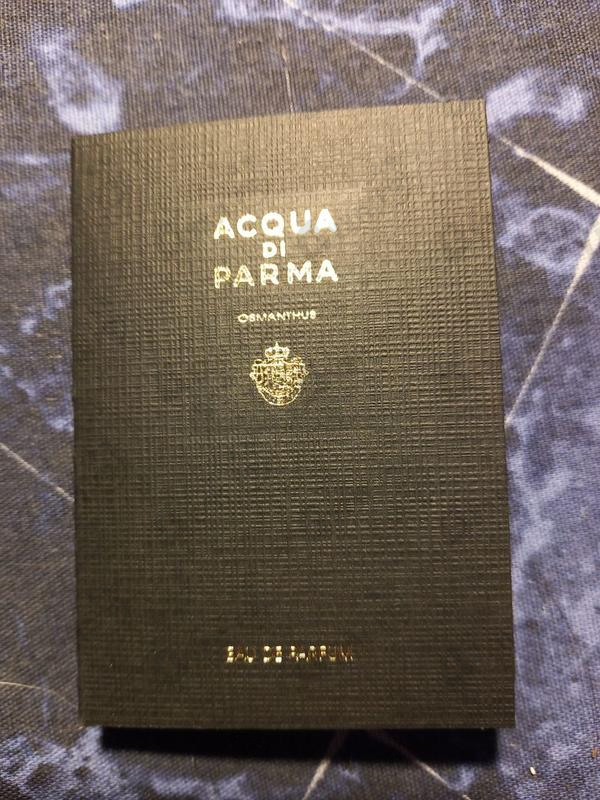 ACQUA
DI
PARMA
OSMANTHUS
EAU DE PARFUM